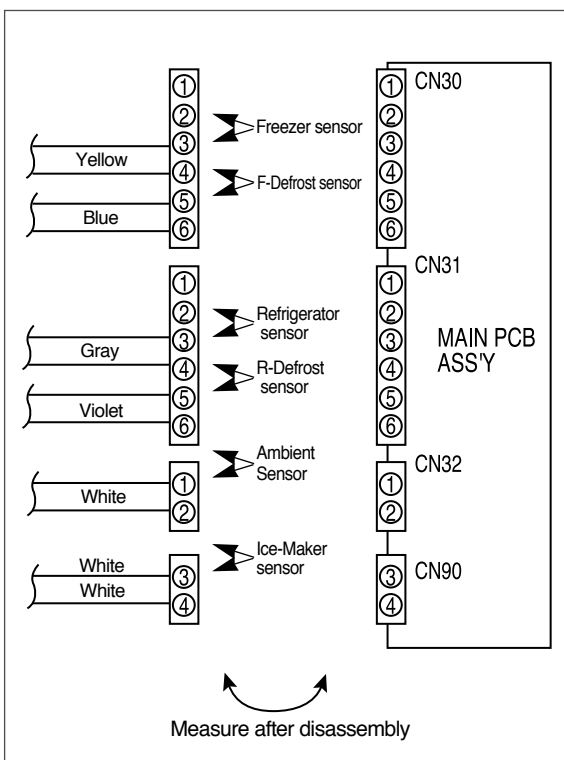 ① CN30 ①
②
Freezer sensor
②
③ ③
Yellow
④
F-Defrost sensor
④
⑤ ⑤
Blue
⑥ ⑥
CN31
① ①
②
Refrigerator
sensor
②
③ ③
MAIN PCB
ASS'Y
Gray
④
R-Defrost
sensor
④
⑤ ⑤
Violet
⑥ ⑥
Ambient
Sensor
CN32
① ①
White
② ②
Ice-Maker
sensor
CN90
White
③ ③
White
④ ④
Measure after disassembly